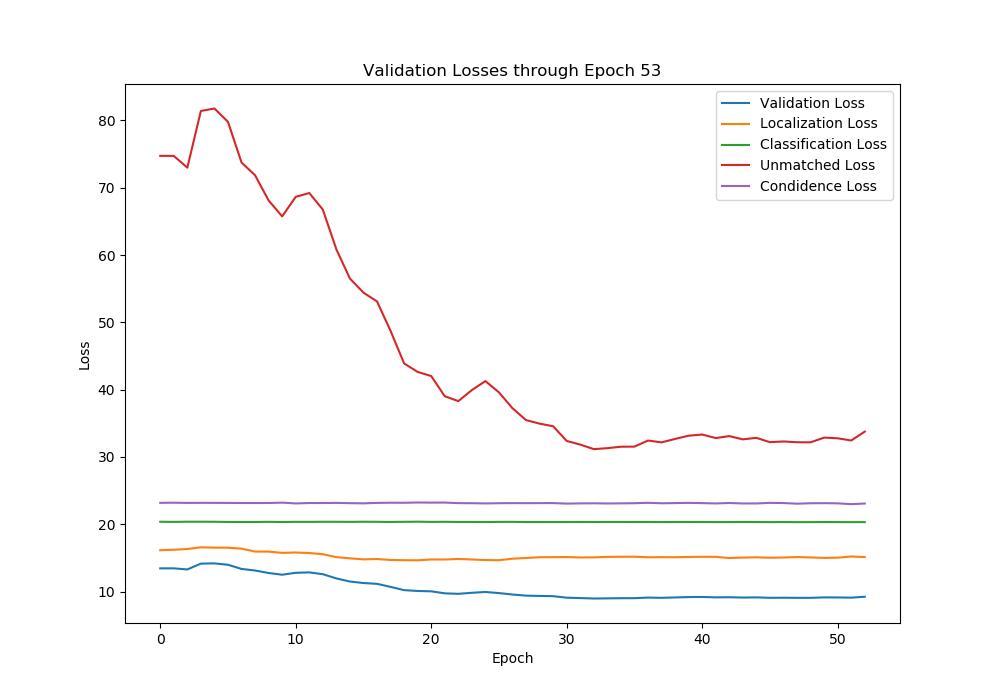 Validation Losses through Epoch 53
Validation Loss
Localization Loss
Classification Loss
Unmatched Loss
Condidence Loss
Loss
80
70
60
50
40
30
20
10
0 10 20 30 40 50
Epoch